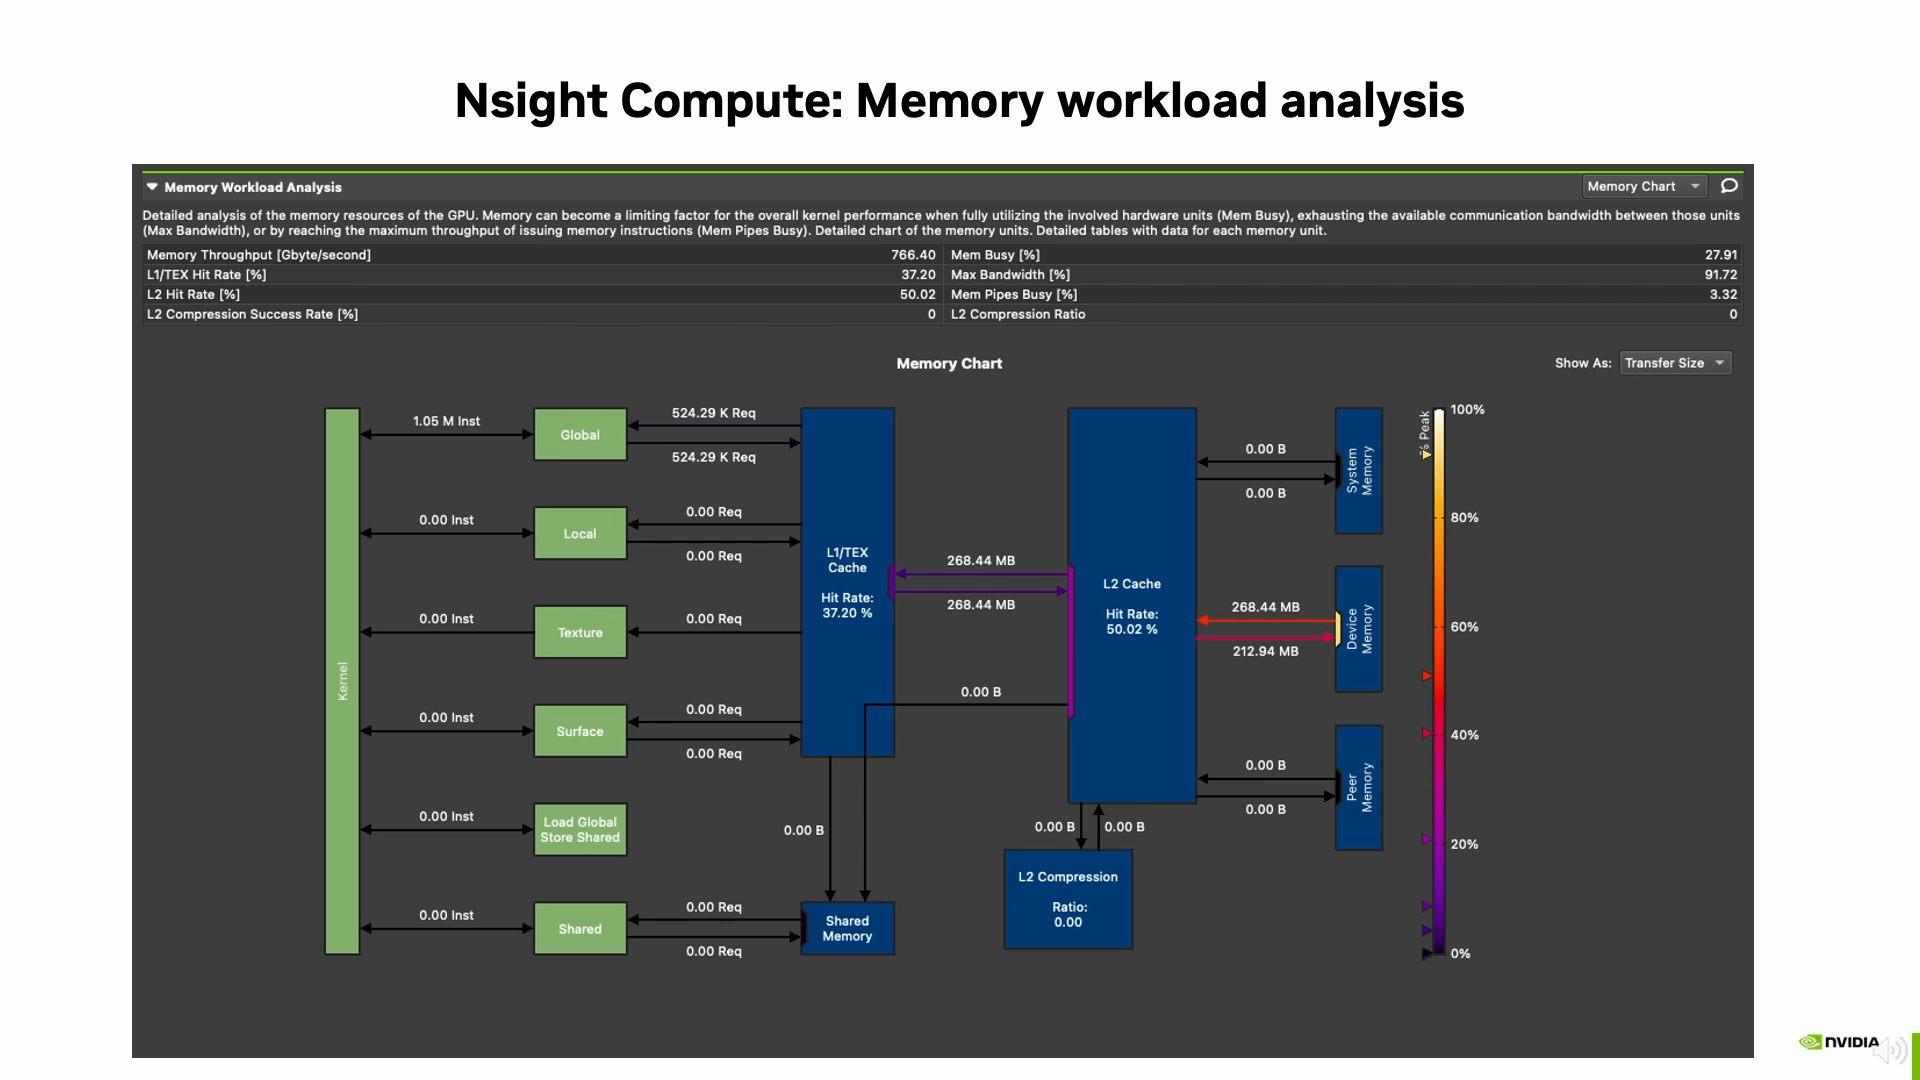 Nsight Compute: Memory workload analysis
Memory Workload Analysis
Memory Chart
Detailed analysis of the memory resources of the GPU. Memory can become a limiting factor for the overall kernel performance when fully utilizing the involved hardware units (Mem Busy), exhausting the available communication bandwidth between those units
(Max Bandwidth), or by reaching the maximum throughput of issuing memory instructions (Mem Pipes Busy). Detailed chart of the memory units. Detailed tables with data for each memory unit.
Memory Throughput [Gbyte/second] 766.40 Mem Busy [%] 27.91
L1/TEX Hit Rate [%] 37.20 Max Bandwidth [%] 91.72
L2 Hit Rate [%] 50.02 Mem Pipes Busy [%] 3.32
L2 Compression Success Rate [%] 0 L2 Compression Ratio 0
Memory Chart
Show As: Transfer Size
Kernel
1.05 M Inst
Global
524.29 K Req
524.29 K Req
0.00 Inst
Local
0.00 Req
0.00 Req
0.00 Inst
Texture
0.00 Req
0.00 Inst
Surface
0.00 Req
0.00 Req
0.00 Inst
Load Global
Store Shared
0.00 Inst
Shared
0.00 Req
0.00 Req
L1/TEX
Cache
Hit Rate:
37.20 %
0.00 B
Shared
Memory
268.44 MB
268.44 MB
0.00 B
L2 Cache
Hit Rate:
50.02 %
0.00 B
0.00 B
L2 Compression
Ratio:
0.00
0.00 B
0.00 B
System
Memory
268.44 MB
212.94 MB
Device
Memory
0.00 B
0.00 B
Peer
Memory
% Peak
100%
80%
60%
40%
20%
0%
NVIDIA